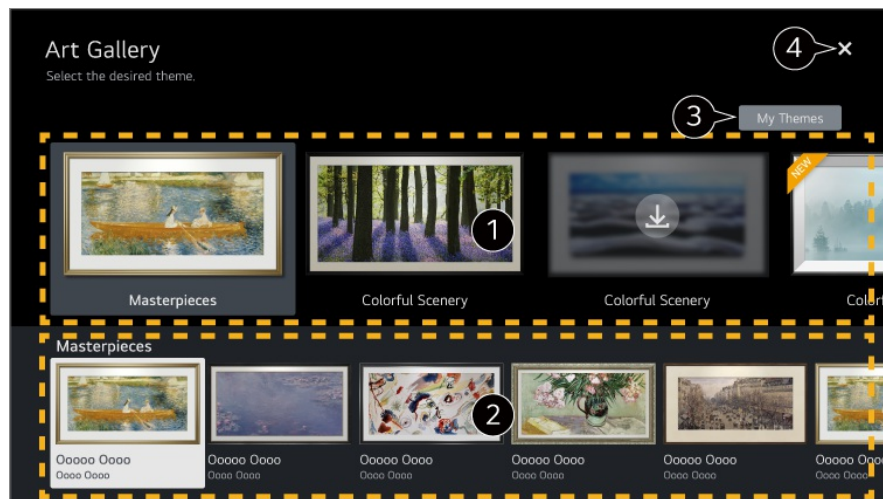 Art Gallery
Select the desired theme.
4
3
My Themes
NEW
1
Masterpieces
Colorful Scenery
Colorful Scenery
Masterpieces
2
Ooooo Oooo
Ooooo Oooo
Ooooo Oooo
Ooooo Oooo
Ooooo Oooo
Oooo Oooo
Oooo Oooo
Oooo Oooo
Oooo Oooo
Oooo Oooo
Oooo Oooo